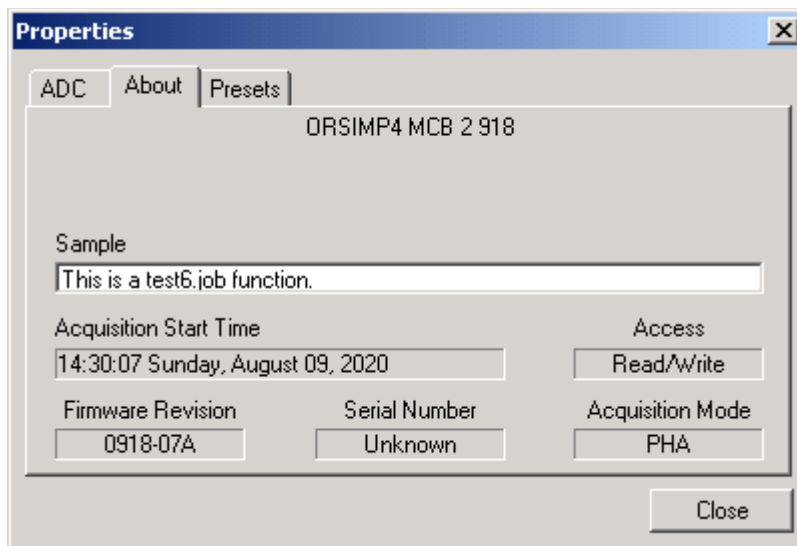 Properties
ADC About Presets
ORSIMP4 MCB 2 918
Sample
This is a test6.job function.
Acquisition Start Time Access
14:30:07 Sunday, August 09, 2020 Read/Write
Firmware Revision Serial Number Acquisition Mode
0918-07A Unknown PHA
Close